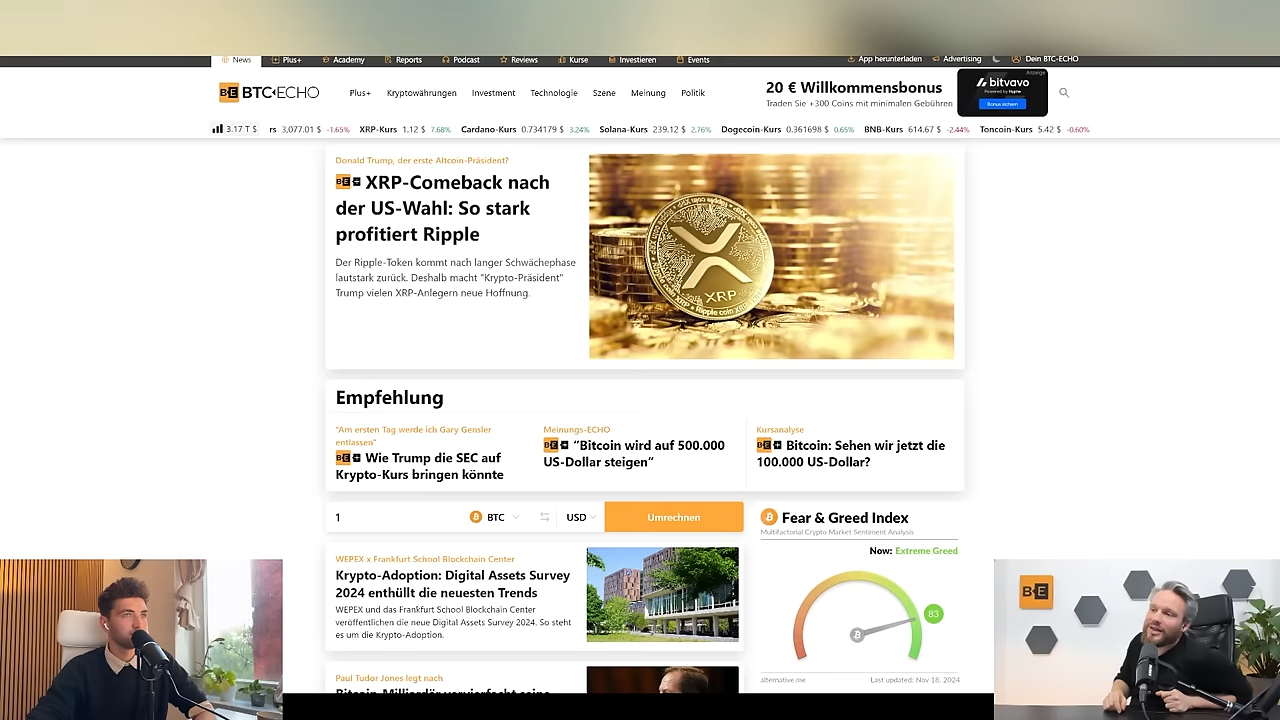 News Plus+ Academy Reports Podcast Reviews Kurse Investieren Events App herunterladen Advertising Dein BTC-ECHO
BTC-ECHO Plus+ Kryptowährungen Investment Technologie Szene Meinung Politik
20 € Willkommensbonus
Traden Sie +300 Coins mit minimalen Gebühren
Anzeige
bitvavo
Powered by Hyphe
Bonus sichern
3.17 T $ rs 3,077.01 $ -1.65% XRP-Kurs 1.12 $ 7.68% Cardano-Kurs 0.734179 $ 3.24% Solana-Kurs 239.12 $ 2.76% Dogecoin-Kurs 0.361698 $ 0.65% BNB-Kurs 614.67 $ -2.44% Toncoin-Kurs 5.42 $ -0.60%
Donald Trump, der erste Altcoin-Präsident?
XRP-Comeback nach
der US-Wahl: So stark
profitiert Ripple
Der Ripple-Token kommt nach langer Schwächephase
lautstark zurück. Deshalb macht "Krypto-Präsident"
Trump vielen XRP-Anlegern neue Hoffnung.
XRP
Empfehlung
"Am ersten Tag werde ich Gary Gensler
entlassen"
Wie Trump die SEC auf
Krypto-Kurs bringen könnte
Meinungs-ECHO
"Bitcoin wird auf 500.000
US-Dollar steigen"
Kursanalyse
Bitcoin: Sehen wir jetzt die
100.000 US-Dollar?
1 BTC USD Umrechnen
WEPEX x Frankfurt School Blockchain Center
Krypto-Adoption: Digital Assets Survey
2024 enthüllt die neuesten Trends
WEPEX und das Frankfurt School Blockchain Center
veröffentlichen die neue Digital Assets Survey 2024. So steht
es um die Krypto-Adoption.
Paul Tudor Jones legt nach
Bitcoin-Milliardär vervierfacht seine
Fear & Greed Index
Multifactorial Crypto Market Sentiment Analysis
Now: Extreme Greed
83
alternative.me Last updated: Nov 18, 2024
BE